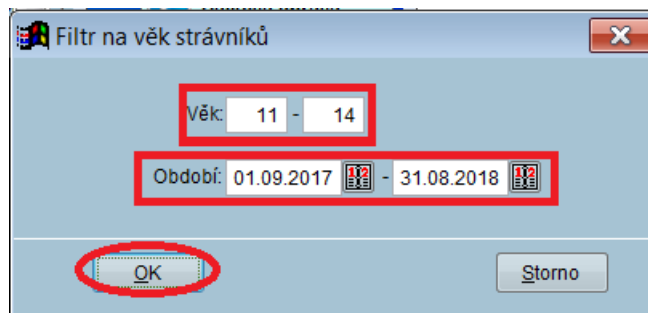 Filtr na věk strávníků
Věk: 11 - 14
Období: 01.09.2017 - 31.08.2018
OK Storno